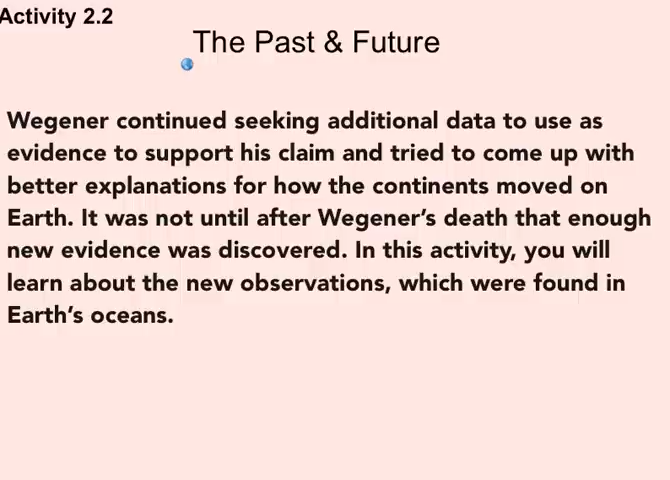 Activity 2.2
The Past & Future
Wegener continued seeking additional data to use as
evidence to support his claim and tried to come up with
better explanations for how the continents moved on
Earth. It was not until after Wegener’s death that enough
new evidence was discovered. In this activity, you will
learn about the new observations, which were found in
Earth’s oceans.